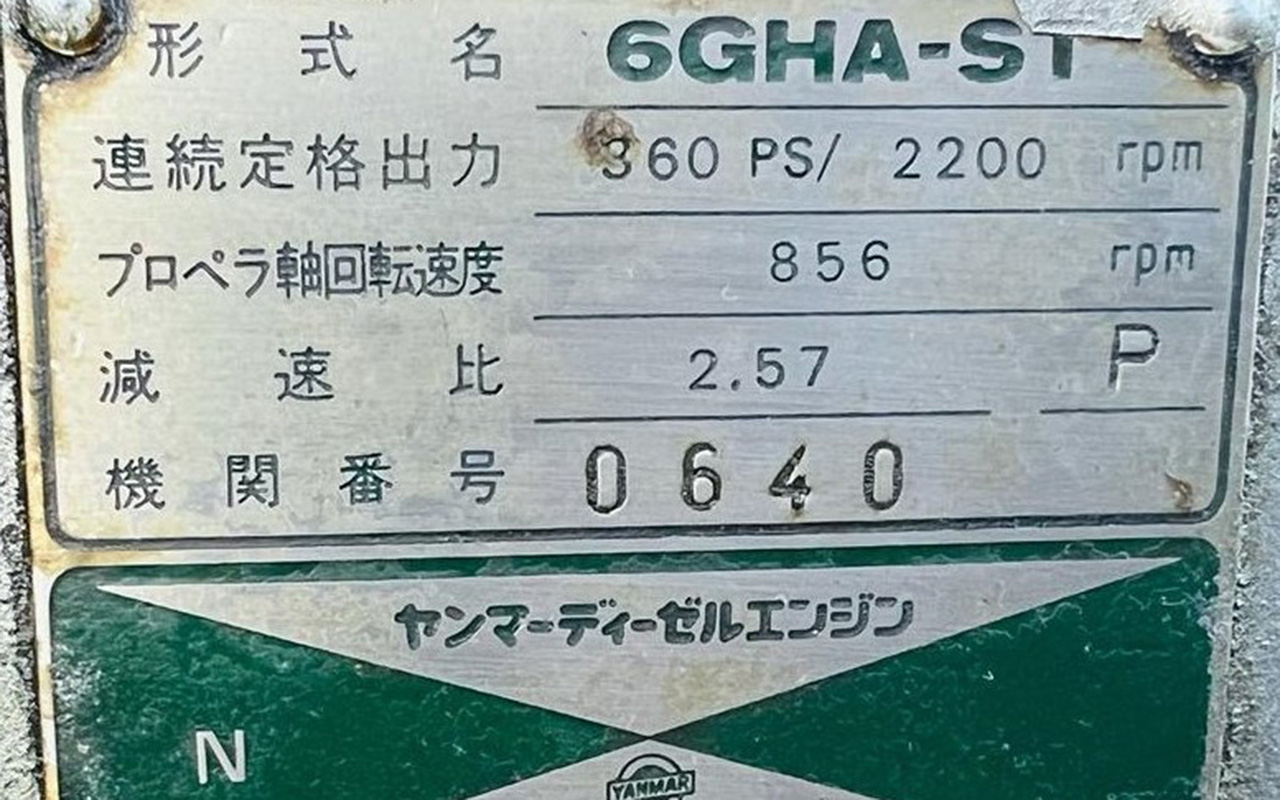 形式名 6GHA-ST
連続定格出力 360 PS/ 2200 rpm
プロペラ軸回転速度 856 rpm
減速比 2.57 P
機関番号 0640
ヤンマーディーゼルエンジン
N
YANMAR